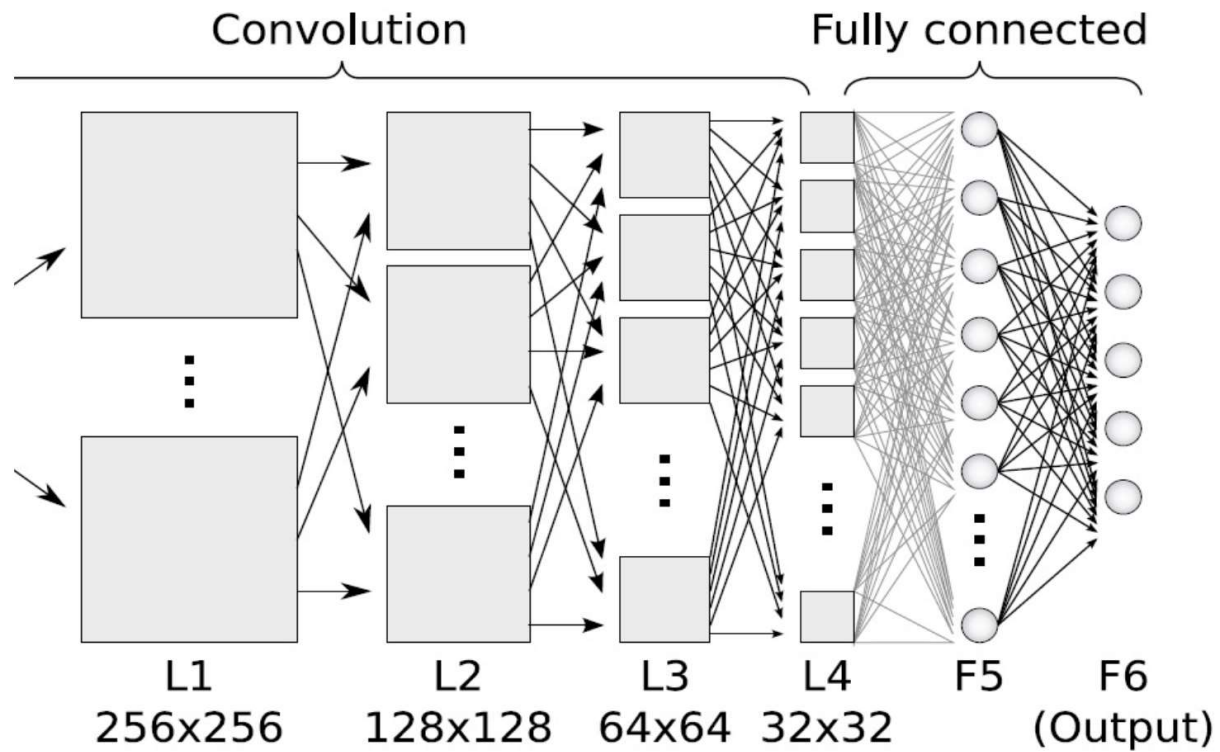 Convolution
Fully connected
L1
256x256
L2
128x128
L3
64x64
L4
32x32
F5
F6
(Output)